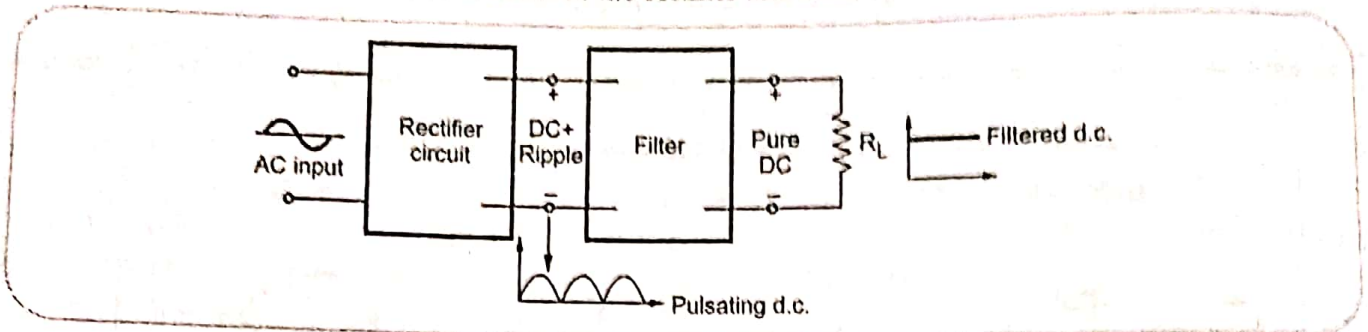 Rectifier
circuit
DC+
Ripple
Filter
Pure
DC
R_L
Filtered d.c.
AC input
+
+
−
−
Pulsating d.c.